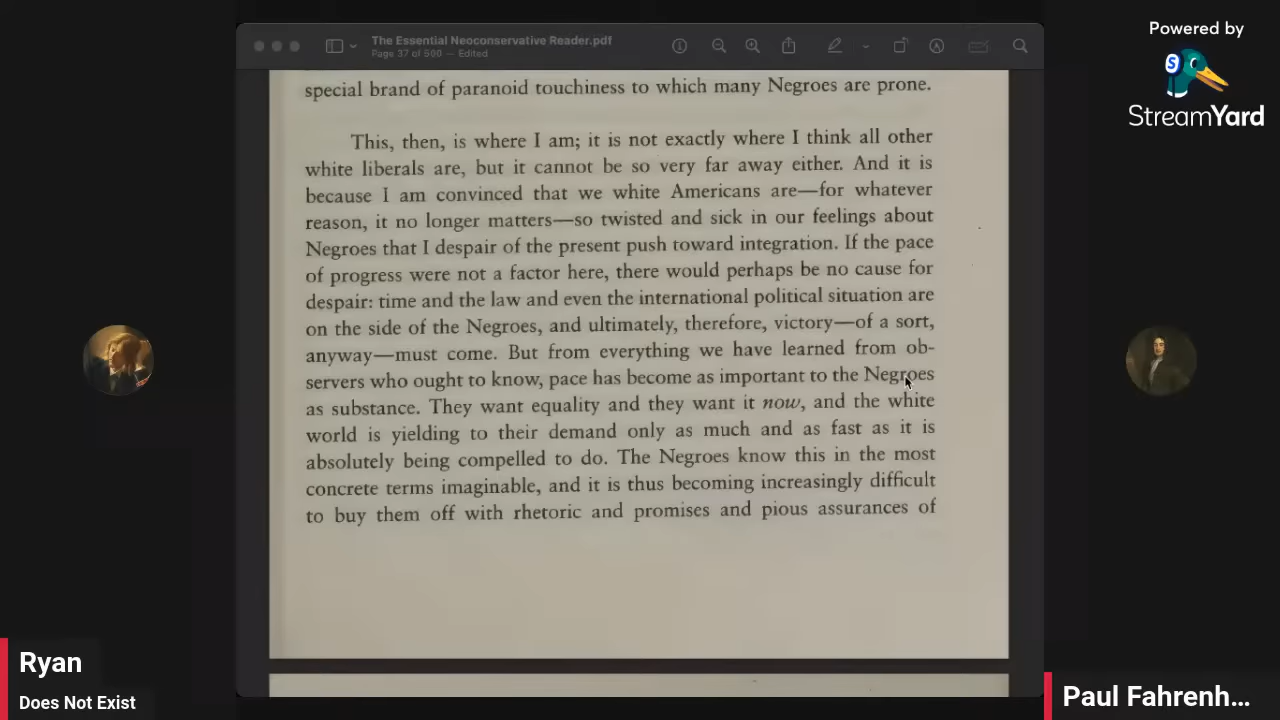 Powered by
StreamYard
The Essential Neoconservative Reader.pdf
Page 37 of 500 — Edited
special brand of paranoid touchiness to which many Negroes are prone.
This, then, is where I am; it is not exactly where I think all other
white liberals are, but it cannot be so very far away either. And it is
because I am convinced that we white Americans are—for whatever
reason, it no longer matters—so twisted and sick in our feelings about
Negroes that I despair of the present push toward integration. If the pace
of progress were not a factor here, there would perhaps be no cause for
despair: time and the law and even the international political situation are
on the side of the Negroes, and ultimately, therefore, victory—of a sort,
anyway—must come. But from everything we have learned from ob-
servers who ought to know, pace has become as important to the Negroes
as substance. They want equality and they want it now, and the white
world is yielding to their demand only as much and as fast as it is
absolutely being compelled to do. The Negroes know this in the most
concrete terms imaginable, and it is thus becoming increasingly difficult
to buy them off with rhetoric and promises and pious assurances of
Ryan
Does Not Exist
Paul Fahrenh...